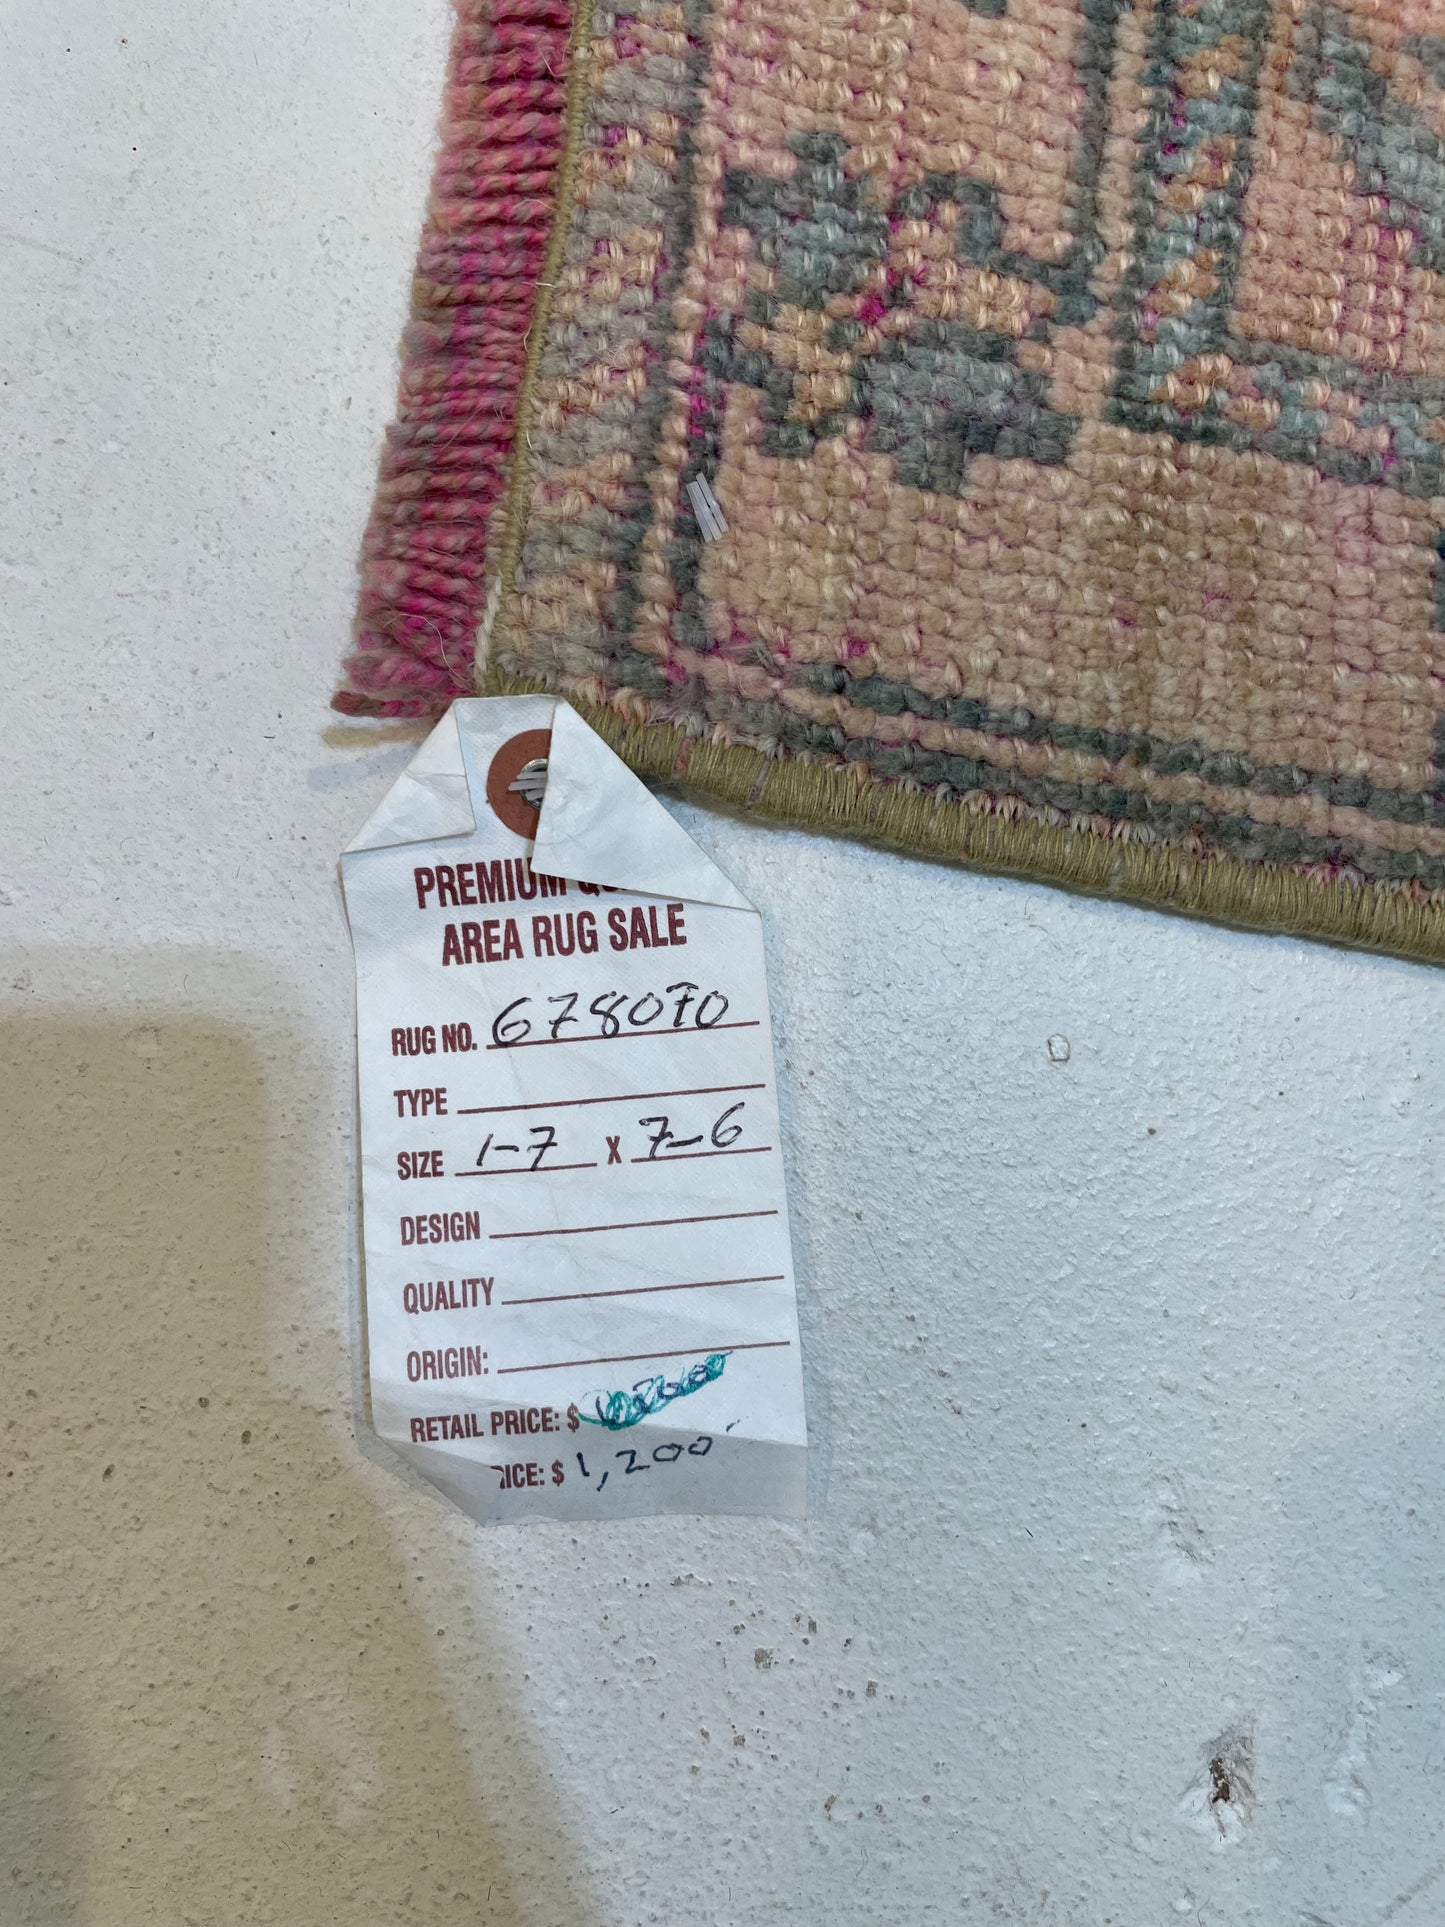 PREMIUM
AREA RUG SALE
RUG NO. 678070
TYPE
SIZE 1-7 X 7-6
DESIGN
QUALITY
ORIGIN:
RETAIL PRICE: $
RICE: $ 1,200